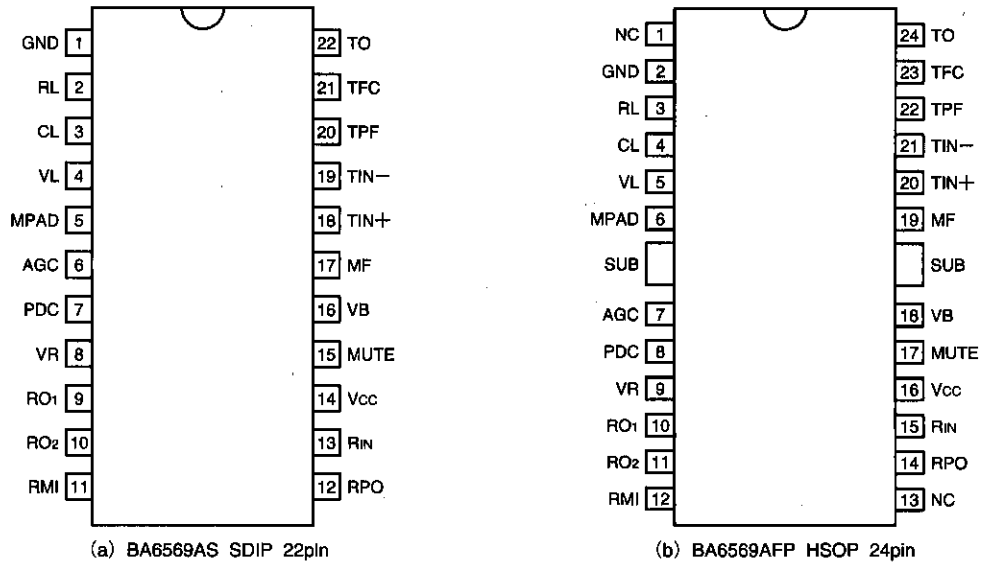 GND 1 22 TO
RL 2 21 TFC
CL 3 20 TPF
VL 4 19 TIN−
MPAD 5 18 TIN+
AGC 6 17 MF
PDC 7 16 VB
VR 8 15 MUTE
RO1 9 14 VCC
RO2 10 13 RIN
RMI 11 12 RPO
(a) BA6569AS SDIP 22pin
NC 1 24 TO
GND 2 23 TFC
RL 3 22 TPF
CL 4 21 TIN−
VL 5 20 TIN+
MPAD 6 19 MF
SUB SUB
AGC 7 18 VB
PDC 8 17 MUTE
VR 9 16 VCC
RO1 10 15 RIN
RO2 11 14 RPO
RMI 12 13 NC
(b) BA6569AFP HSOP 24pin